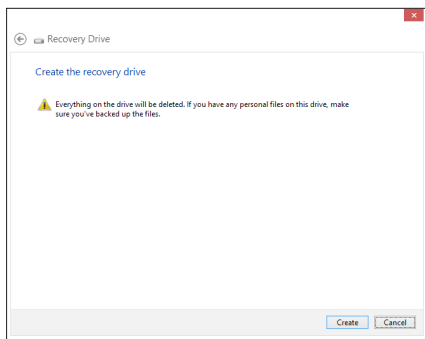 Recovery Drive
Create the recovery drive
Everything on the drive will be deleted. If you have any personal files on this drive, make
sure you've backed up the files.
Create Cancel